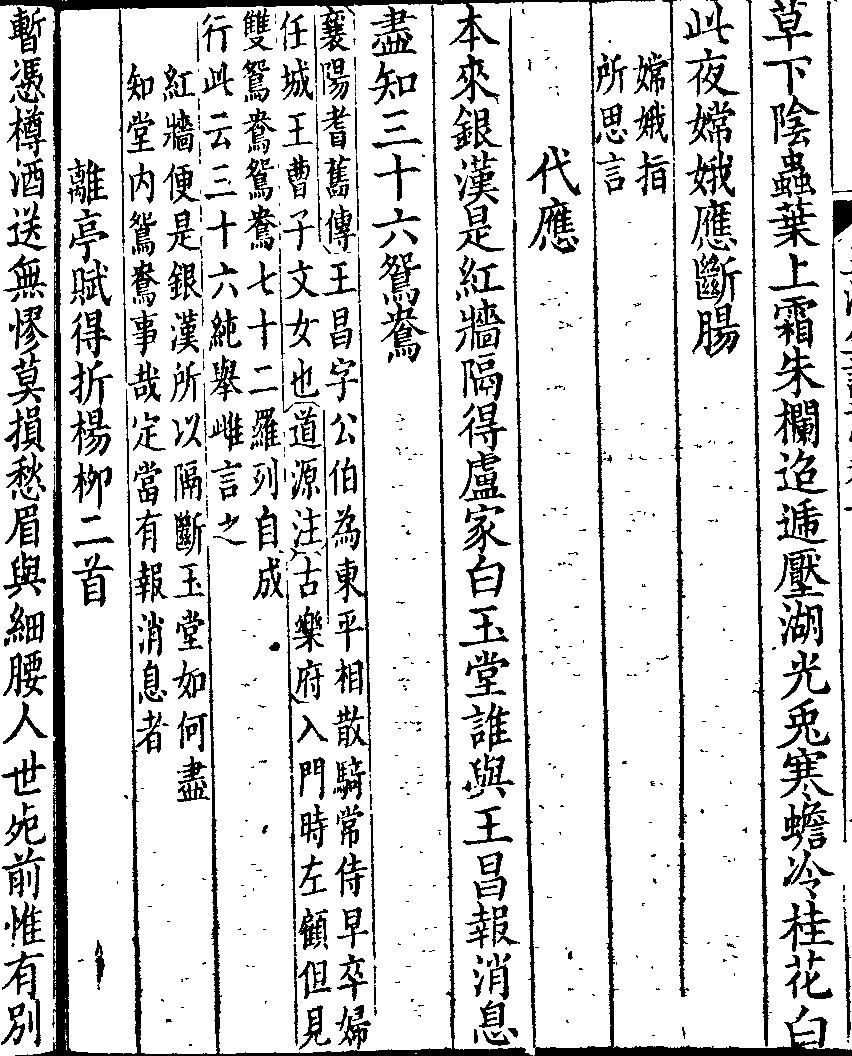 草下陰蟲葉上霜朱欄迢遞壓湖光兎寒蟾冷桂花白
此夜嫦娥應斷腸
嫦娥指
所思言
代應
本來銀漢是紅牆隔得盧家白玉堂誰與王昌報消息
盡知三十六鴛鴦
襄陽耆舊傳王昌字公伯為東平相散騎常侍早卒婦
任城王曹子文女也道源注古樂府入門時左顧但見
雙鴛鴦鴛鴦七十二羅列自成
行此云三十六純舉雌言之
紅牆便是銀漢所以隔斷玉堂如何盡
知堂內鴛鴦事哉定當有報消息者
離亭賦得折楊柳二首
暫憑樽酒送無憀莫損愁眉與細腰人世死前惟有別